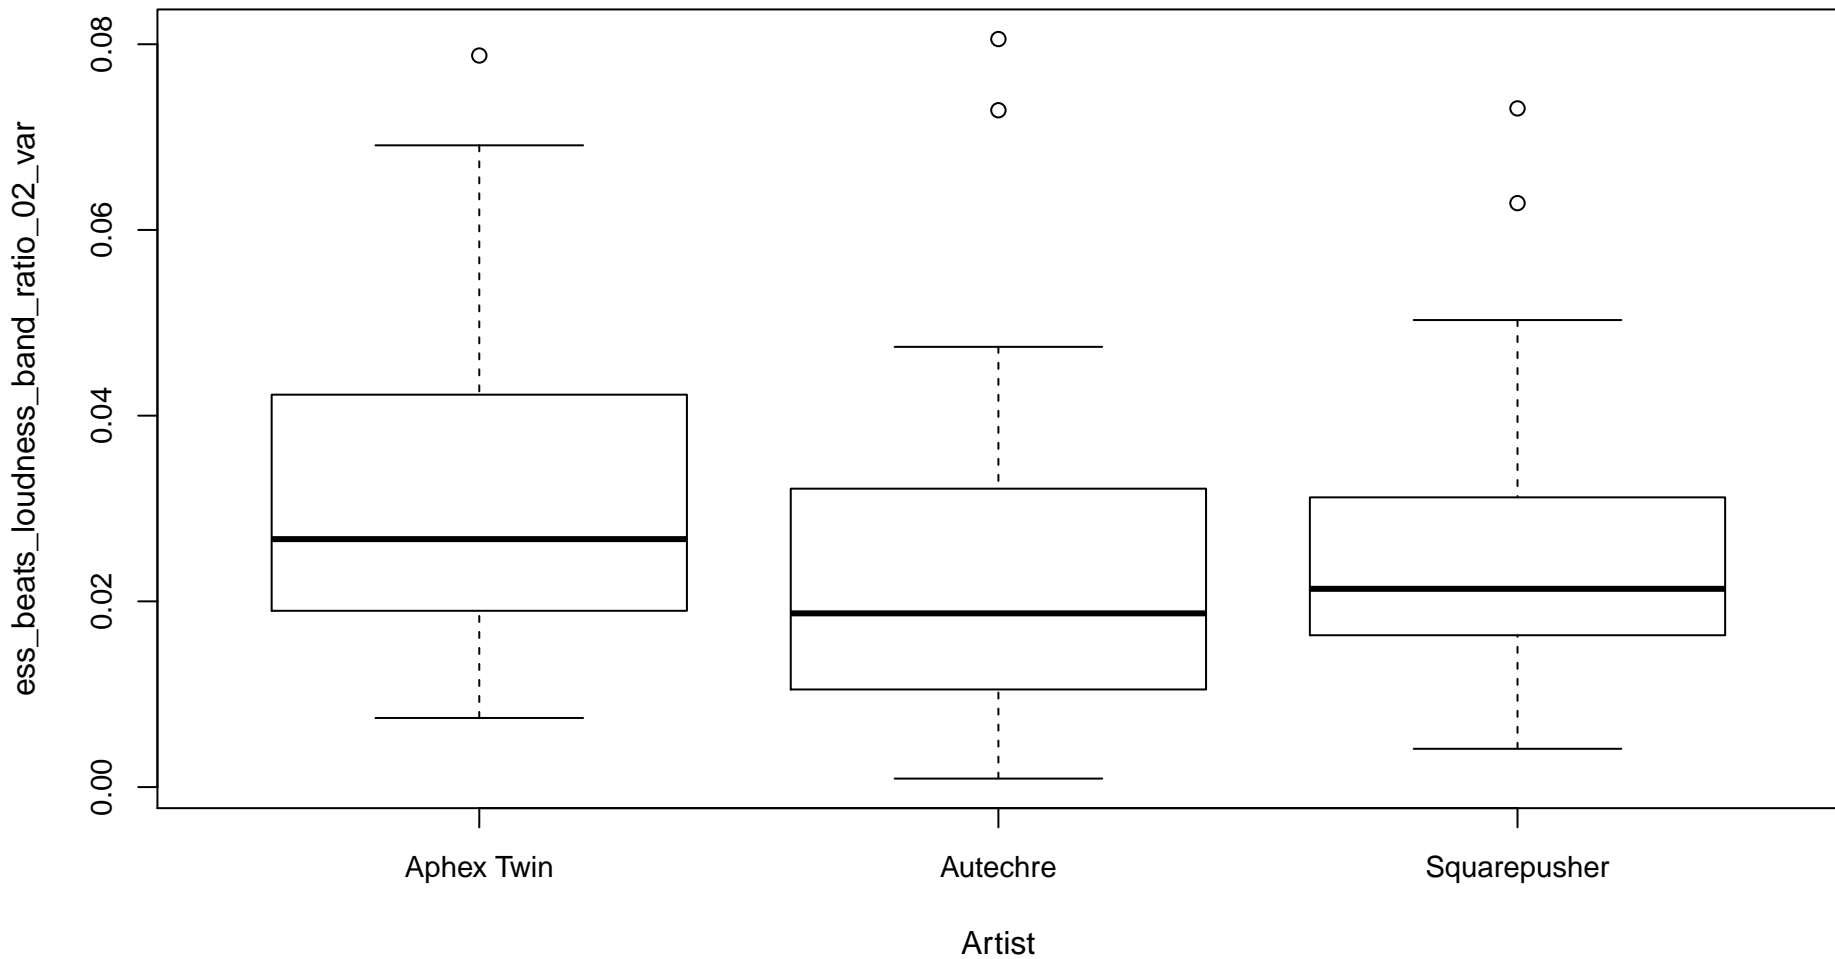 ess_beats_loudness_band_ratio_02_var
0.08
0.06
0.04
0.02
0.00
Aphex Twin
Autechre
Squarepusher
Artist